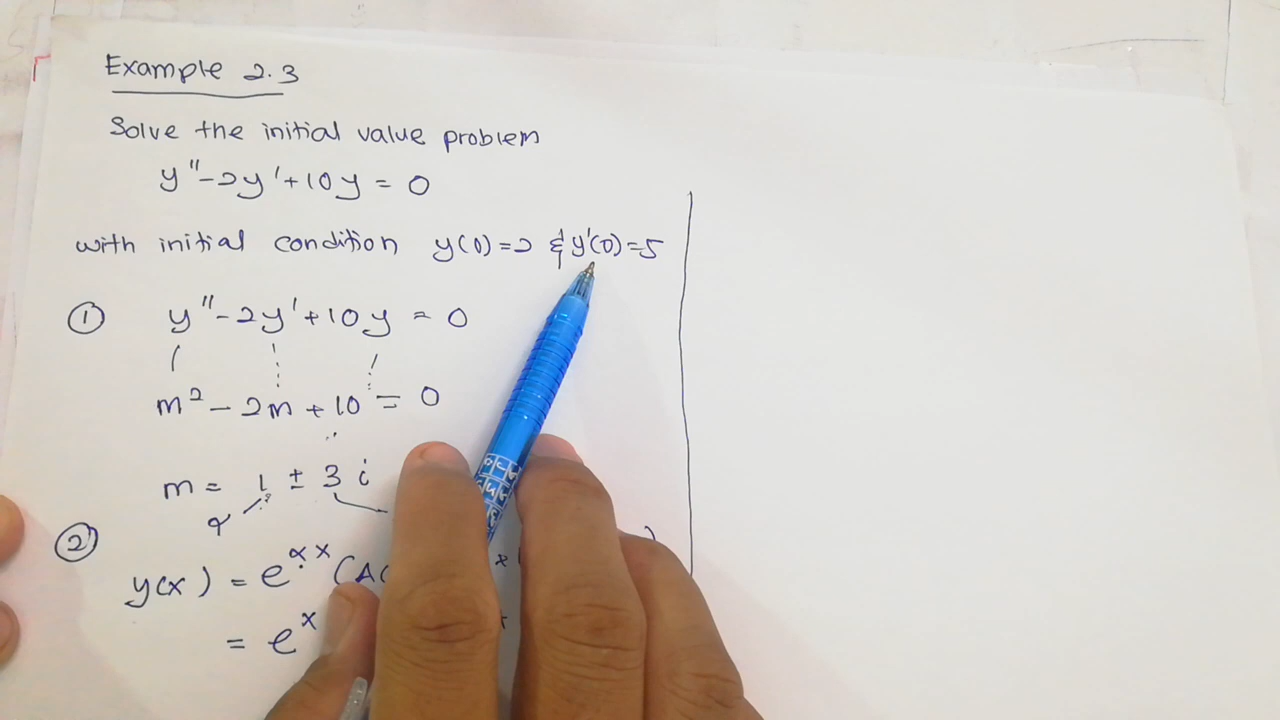 Example 2.3
Solve the initial value problem
y" - 2y' + 10y = 0
with initial condition y(0) = 2 & y'(0) = 5
① y" - 2y' + 10y = 0
m² - 2m + 10 = 0
m = 1 ± 3 i
α
② y(x) = e^αx (A
= e^x